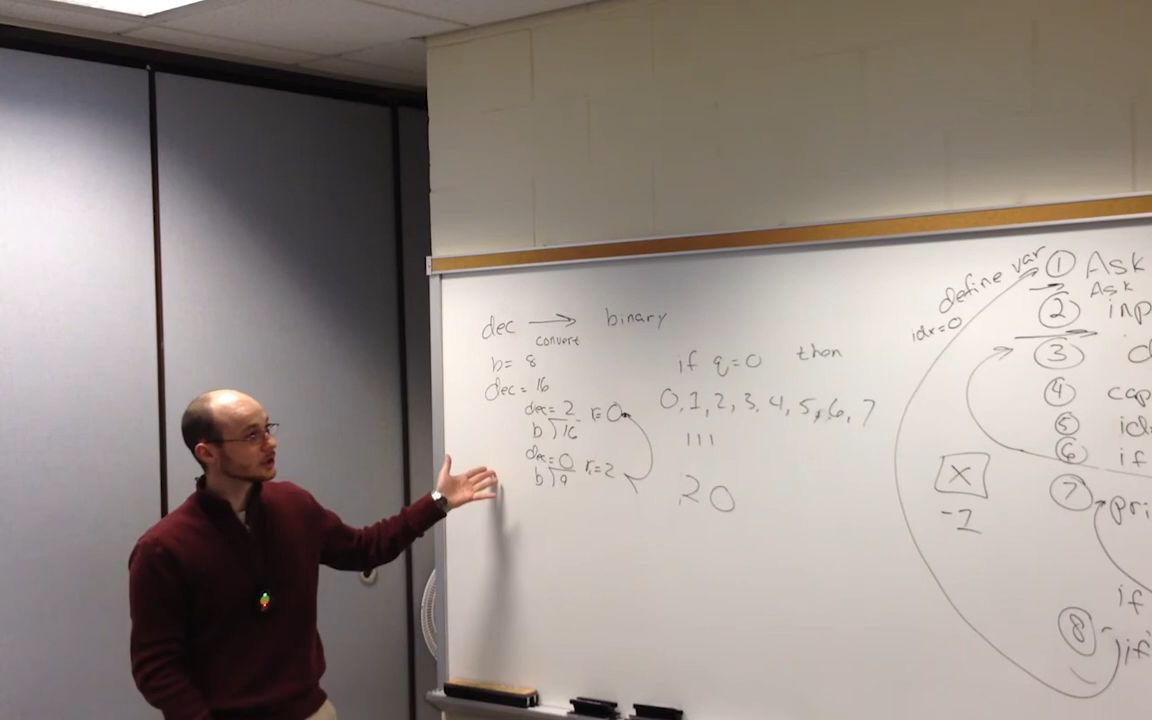 dec → binary
convert
b= 8
dec = 16
dec = 2
b ) 16 r= 0
dec= 0
b ) r= 2
if q=0 then
0, 1, 2, 3, 4, 5, 6, 7
111
20
define var
idx=0
X
-2
① Ask
Ask
② inp
③
④ cap
⑤
⑥ if
⑦ pri
if
⑧ if